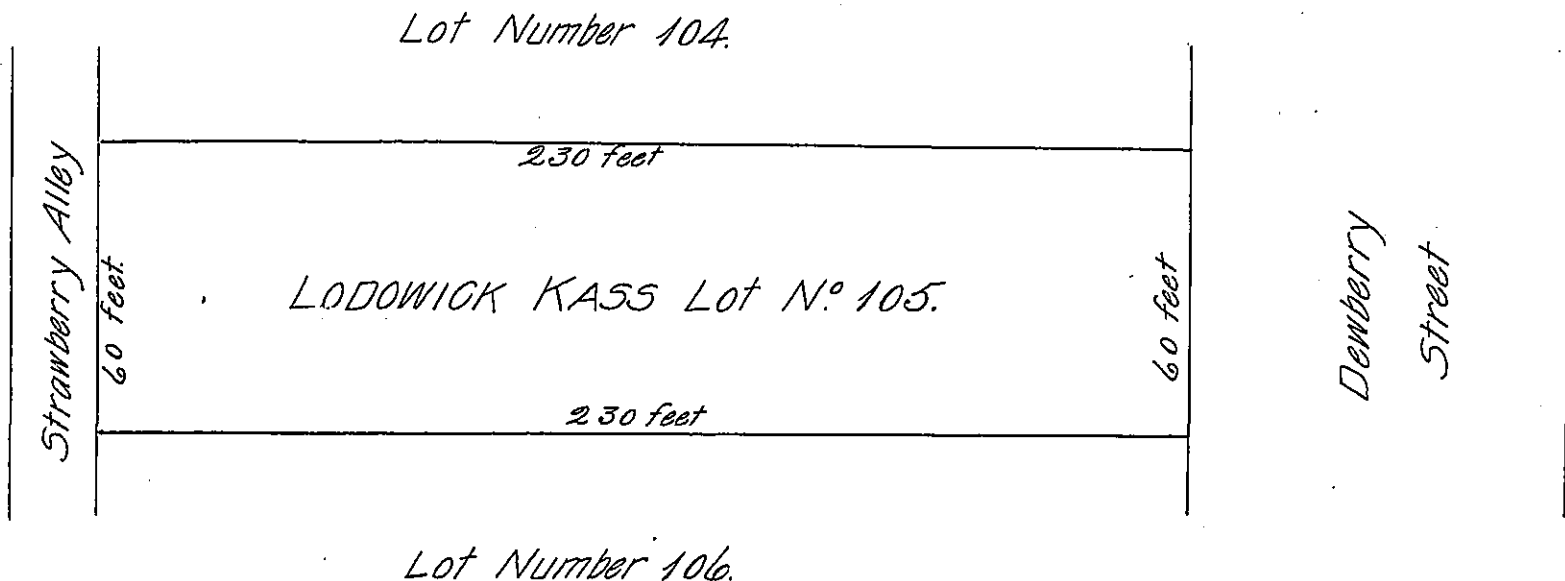 Lot Number 104.
230 feet
Strawberry Alley
60 feet.
LODOWICK KASS Lot No. 105.
60 feet
Dewberry
Street
230 feet
Lot Number 106.